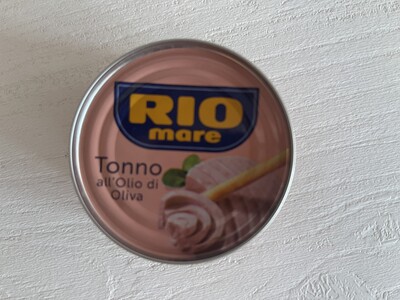 RIO
mare
Tonno
all'Olio di
Oliva